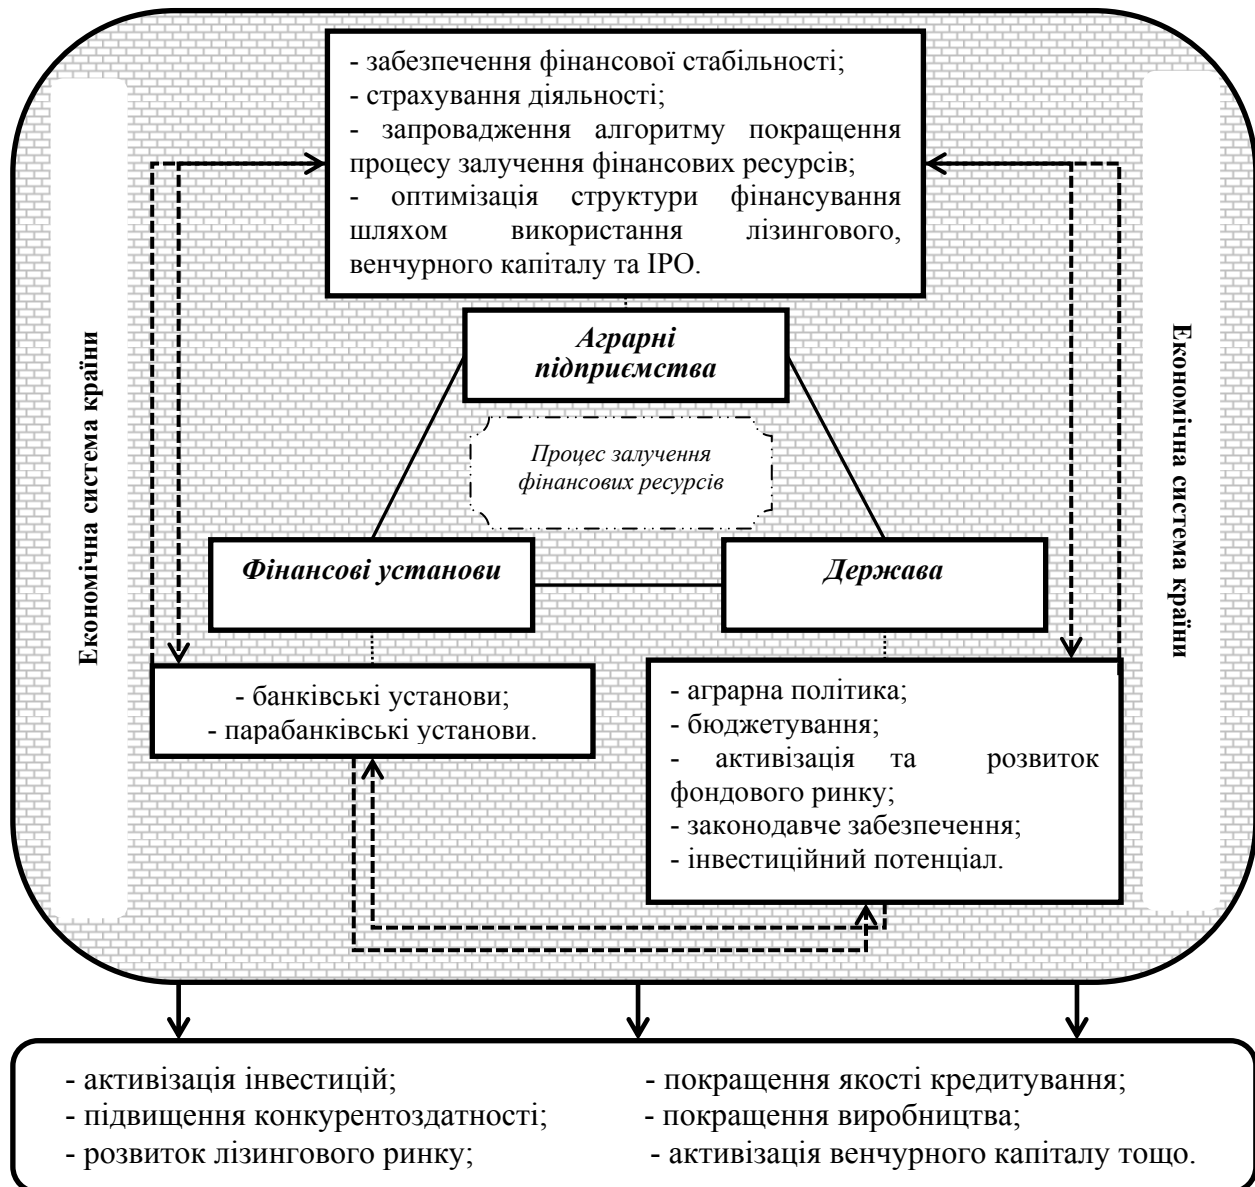 - забезпечення фінансової стабільності;
- страхування діяльності;
- запровадження алгоритму покращення
процесу залучення фінансових ресурсів;
- оптимізація структури фінансування
шляхом використання лізингового,
венчурного капіталу та ІРО.
Економічна система країни
Економічна система країни
Аграрні
підприємства
Процес залучення
фінансових ресурсів
Фінансові установи
Держава
- банківські установи;
- парабанківські установи.
- аграрна політика;
- бюджетування;
- активізація та розвиток
фондового ринку;
- законодавче забезпечення;
- інвестиційний потенціал.
- активізація інвестицій;
- підвищення конкурентоздатності;
- розвиток лізингового ринку;
- покращення якості кредитування;
- покращення виробництва;
- активізація венчурного капіталу тощо.